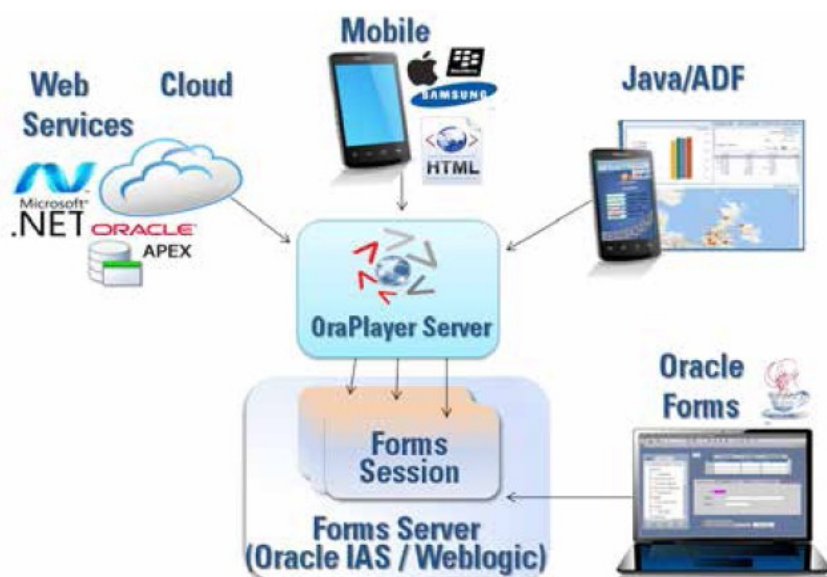 Mobile
Web
Services
Cloud
Java/ADF
SAMSUNG
HTML
Microsoft®
.NET
ORACLE
APEX
OraPlayer Server
Oracle
Forms
Forms
Session
Forms Server
(Oracle IAS / Weblogic)